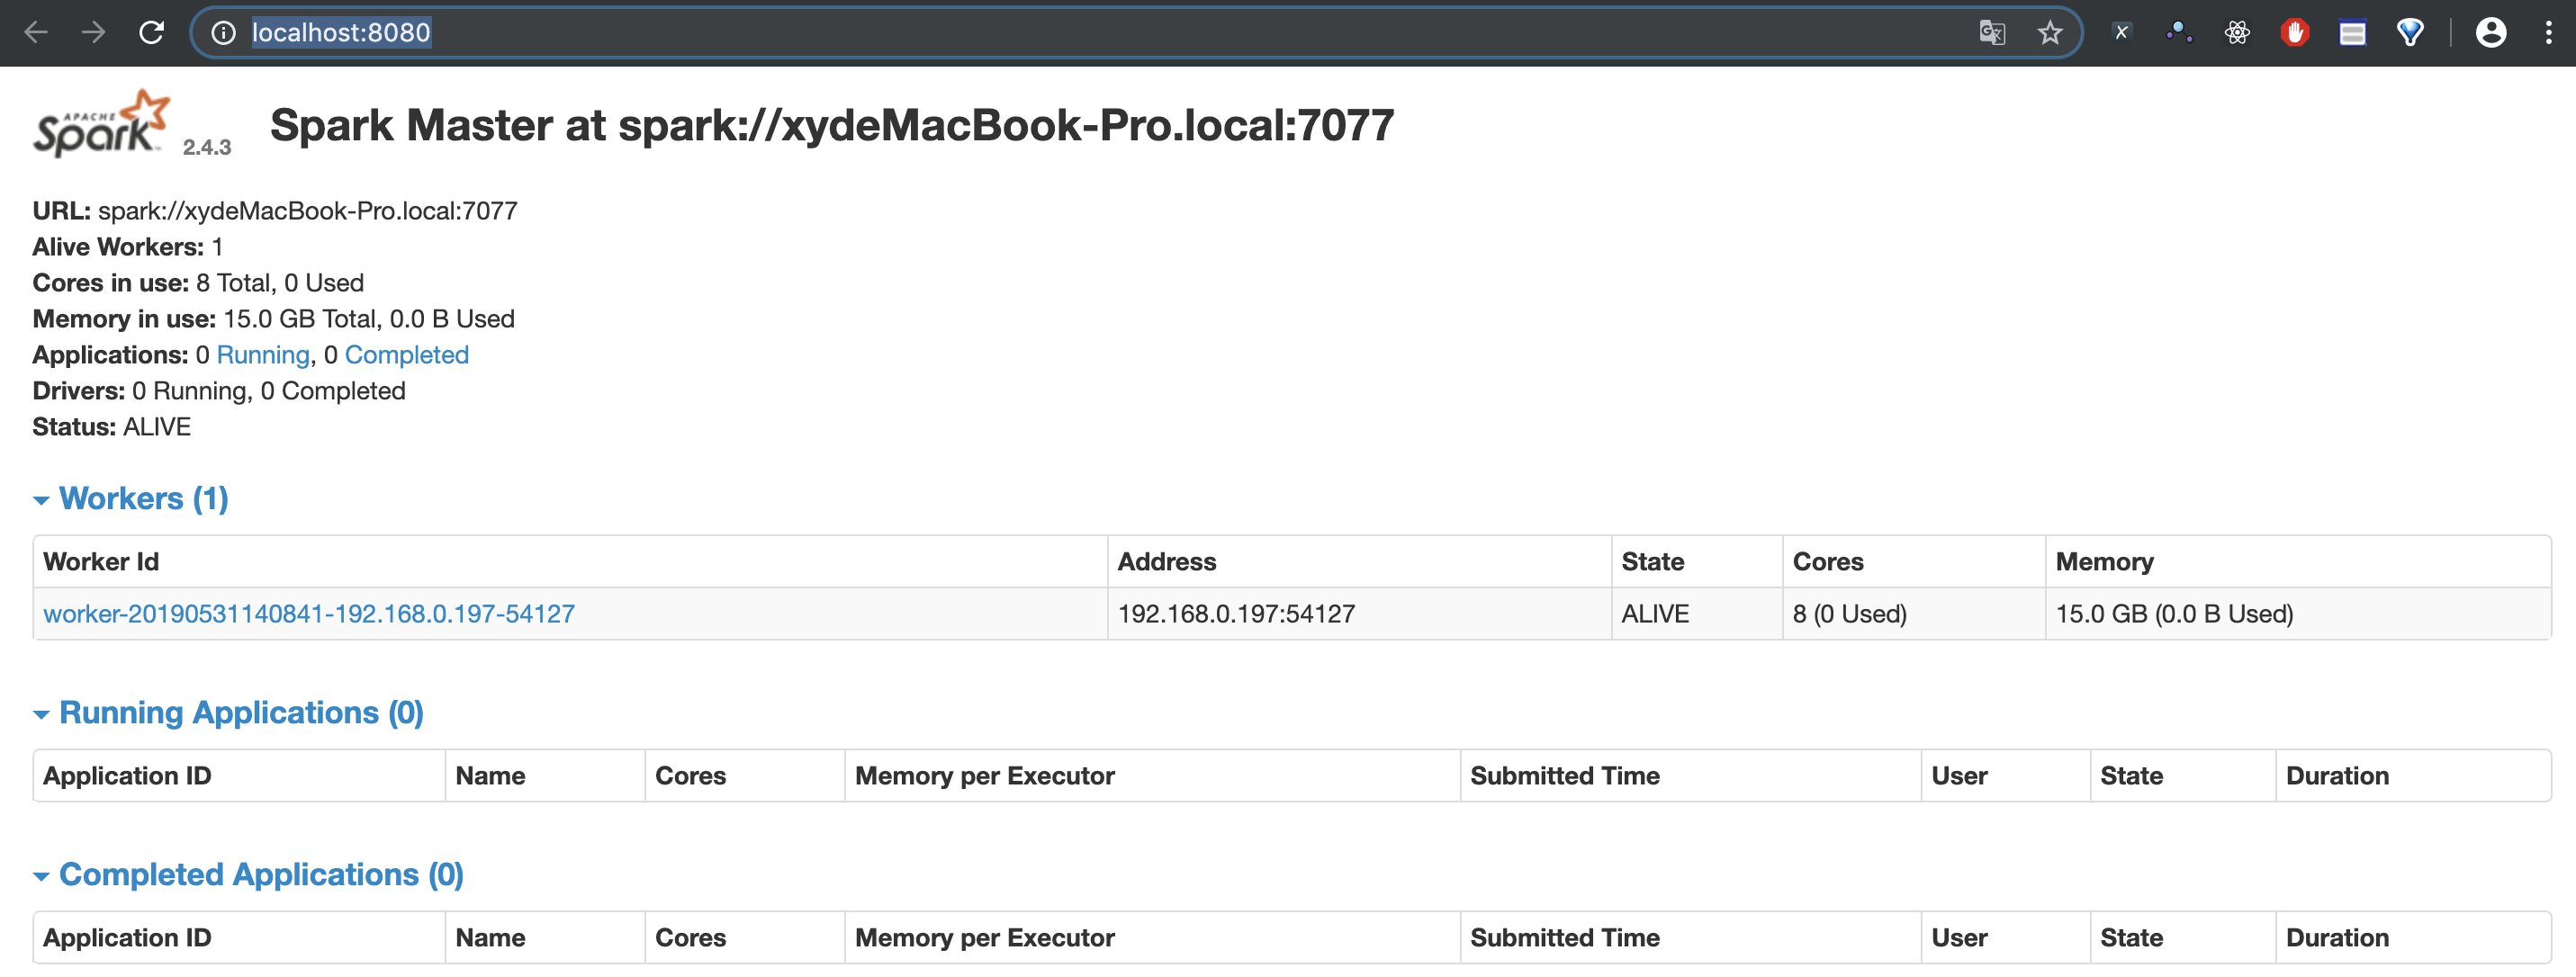 localhost:8080
APACHE
Spark 2.4.3 Spark Master at spark://xydeMacBook-Pro.local:7077
URL: spark://xydeMacBook-Pro.local:7077
Alive Workers: 1
Cores in use: 8 Total, 0 Used
Memory in use: 15.0 GB Total, 0.0 B Used
Applications: 0 Running, 0 Completed
Drivers: 0 Running, 0 Completed
Status: ALIVE
Workers (1)
Worker Id Address State Cores Memory
worker-20190531140841-192.168.0.197-54127 192.168.0.197:54127 ALIVE 8 (0 Used) 15.0 GB (0.0 B Used)
Running Applications (0)
Application ID Name Cores Memory per Executor Submitted Time User State Duration
Completed Applications (0)
Application ID Name Cores Memory per Executor Submitted Time User State Duration